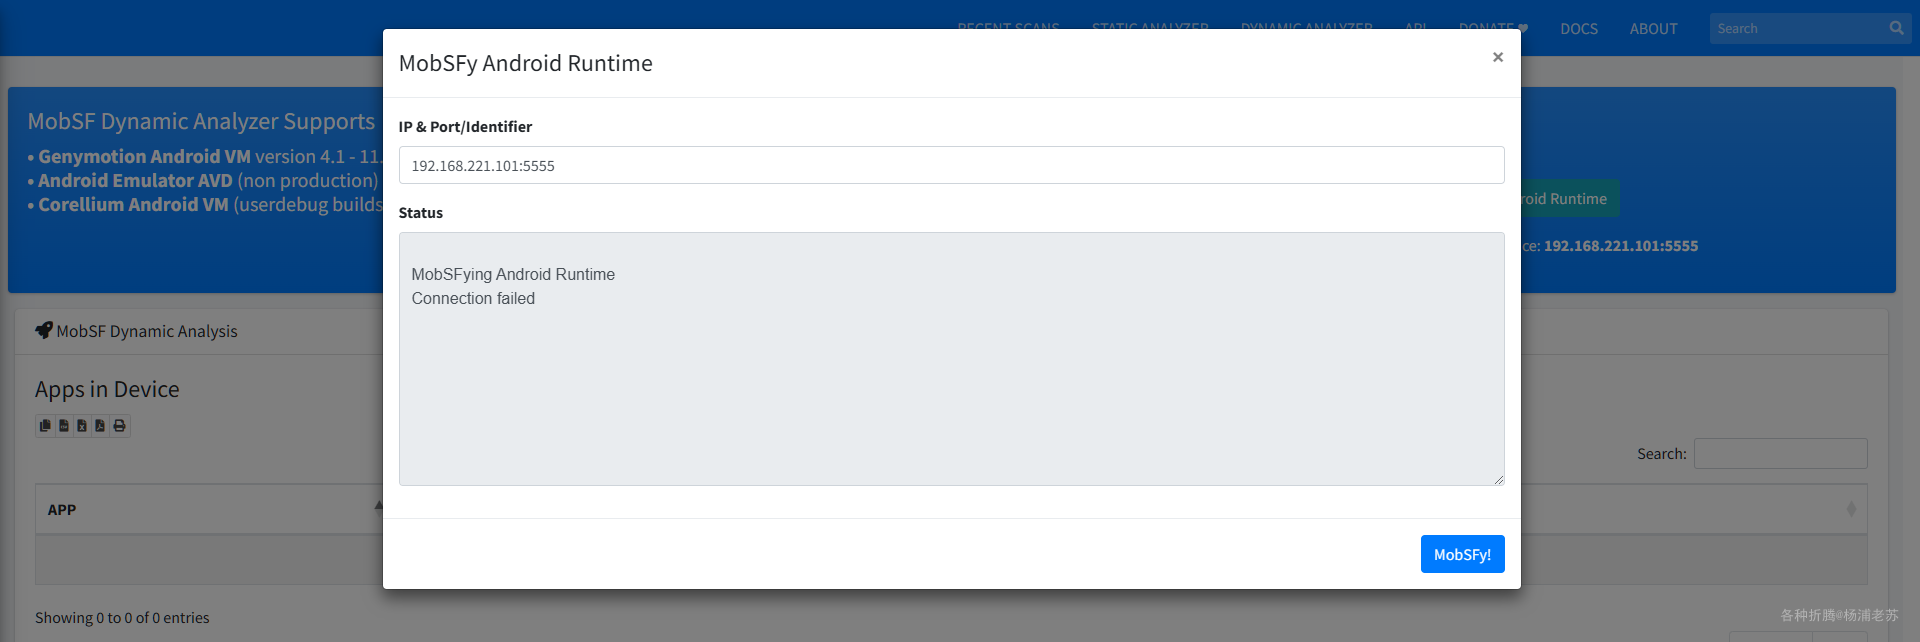 RECENT SCANS STATIC ANALYZER DYNAMIC ANALYZER API DONATE ♥ DOCS ABOUT Search
MobSFy Android Runtime ×
MobSF Dynamic Analyzer Supports
• Genymotion Android VM version 4.1 - 11.
• Android Emulator AVD (non production)
• Corellium Android VM (userdebug builds
IP & Port/Identifier
192.168.221.101:5555
Status
MobSFying Android Runtime
Connection failed
roid Runtime
ce: 192.168.221.101:5555
MobSF Dynamic Analysis
Apps in Device
Search:
APP
MobSFy!
Showing 0 to 0 of 0 entries
各种折腾@杨浦老苏